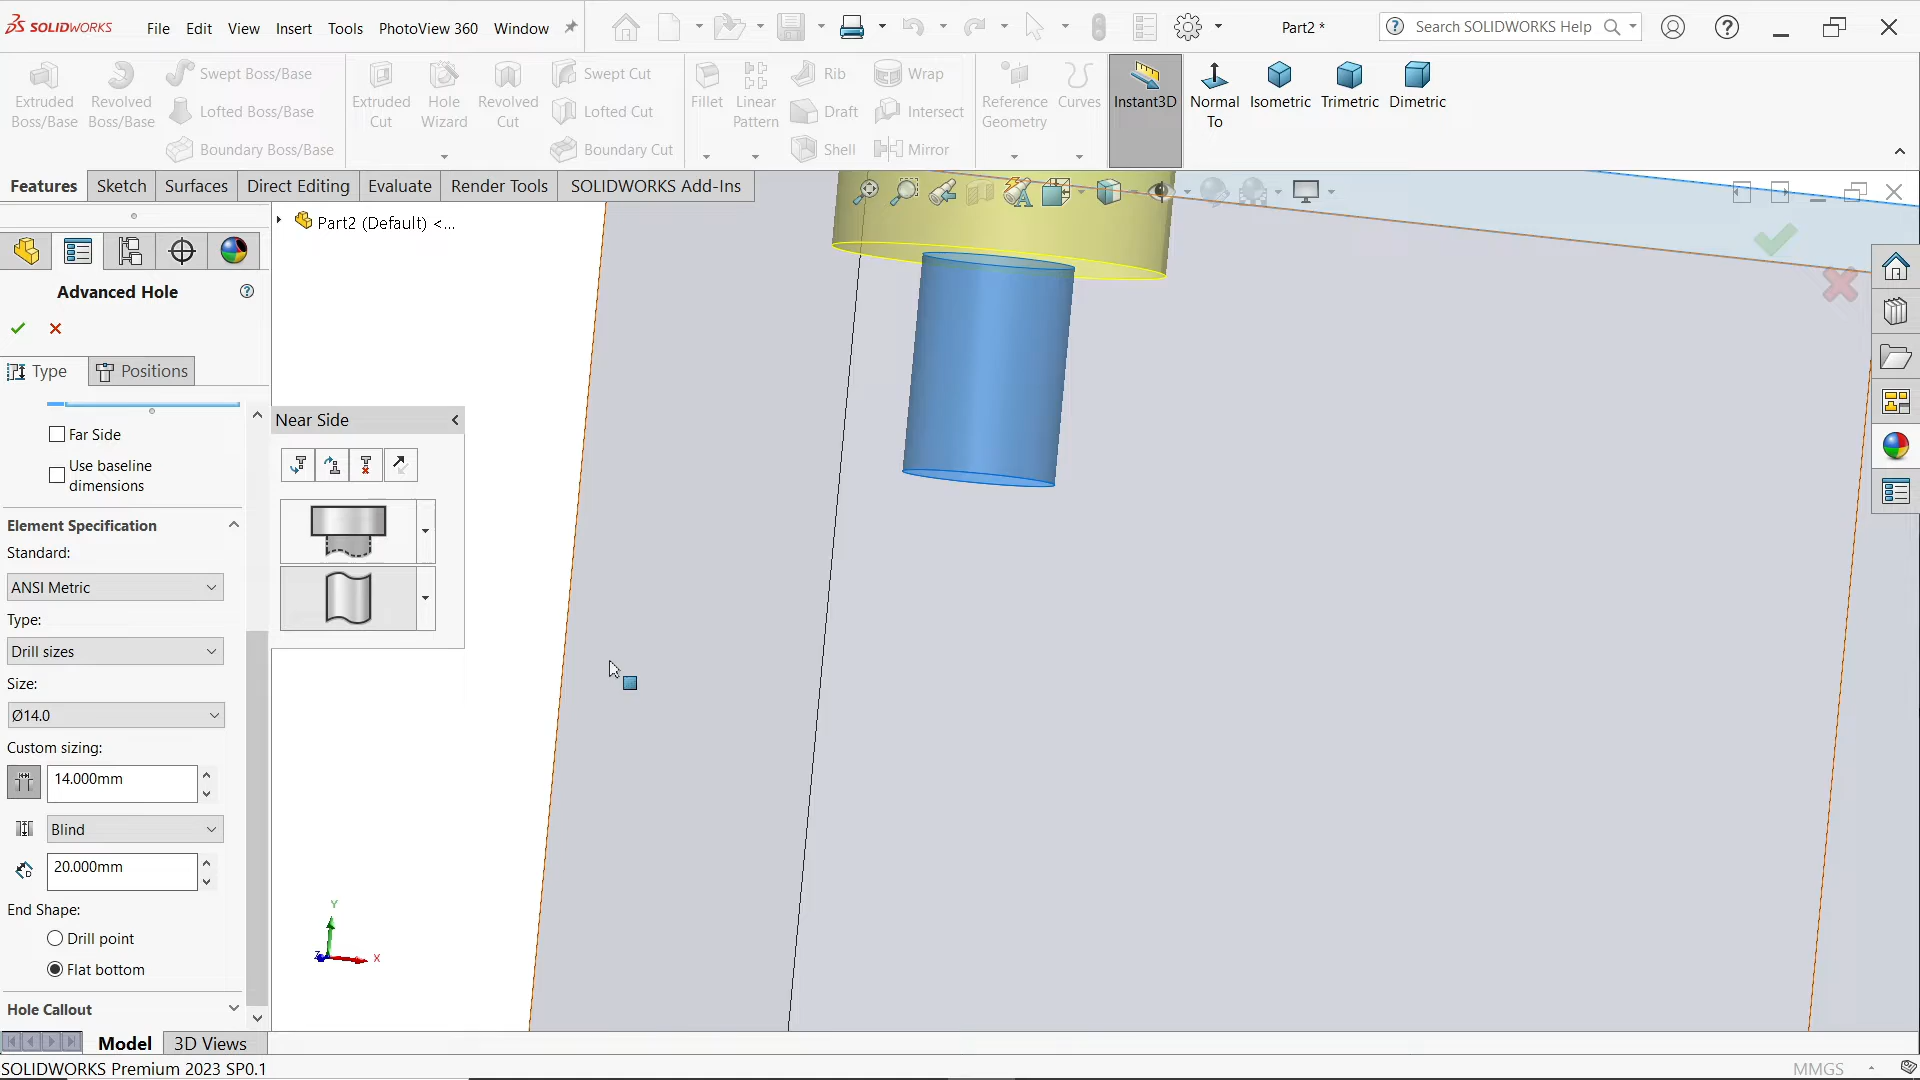 SOLIDWORKS File Edit View Insert Tools PhotoView 360 Window Part2 * Search SOLIDWORKS Help
Extruded Boss/Base
Revolved Boss/Base
Swept Boss/Base
Lofted Boss/Base
Boundary Boss/Base
Extruded Cut
Hole Wizard
Revolved Cut
Swept Cut
Lofted Cut
Boundary Cut
Fillet
Linear Pattern
Rib
Draft
Shell
Wrap
Intersect
Mirror
Reference Geometry
Curves
Instant3D
Normal To
Isometric
Trimetric
Dimetric
Features Sketch Surfaces Direct Editing Evaluate Render Tools SOLIDWORKS Add-Ins
Part2 (Default) <...
Advanced Hole
Type Positions
Far Side
Use baseline
dimensions
Element Specification
Standard:
ANSI Metric
Type:
Drill sizes
Size:
Ø14.0
Custom sizing:
14.000mm
Blind
20.000mm
End Shape:
Drill point
Flat bottom
Hole Callout
Near Side
Y
X
Z
Model 3D Views
SOLIDWORKS Premium 2023 SP0.1
MMGS